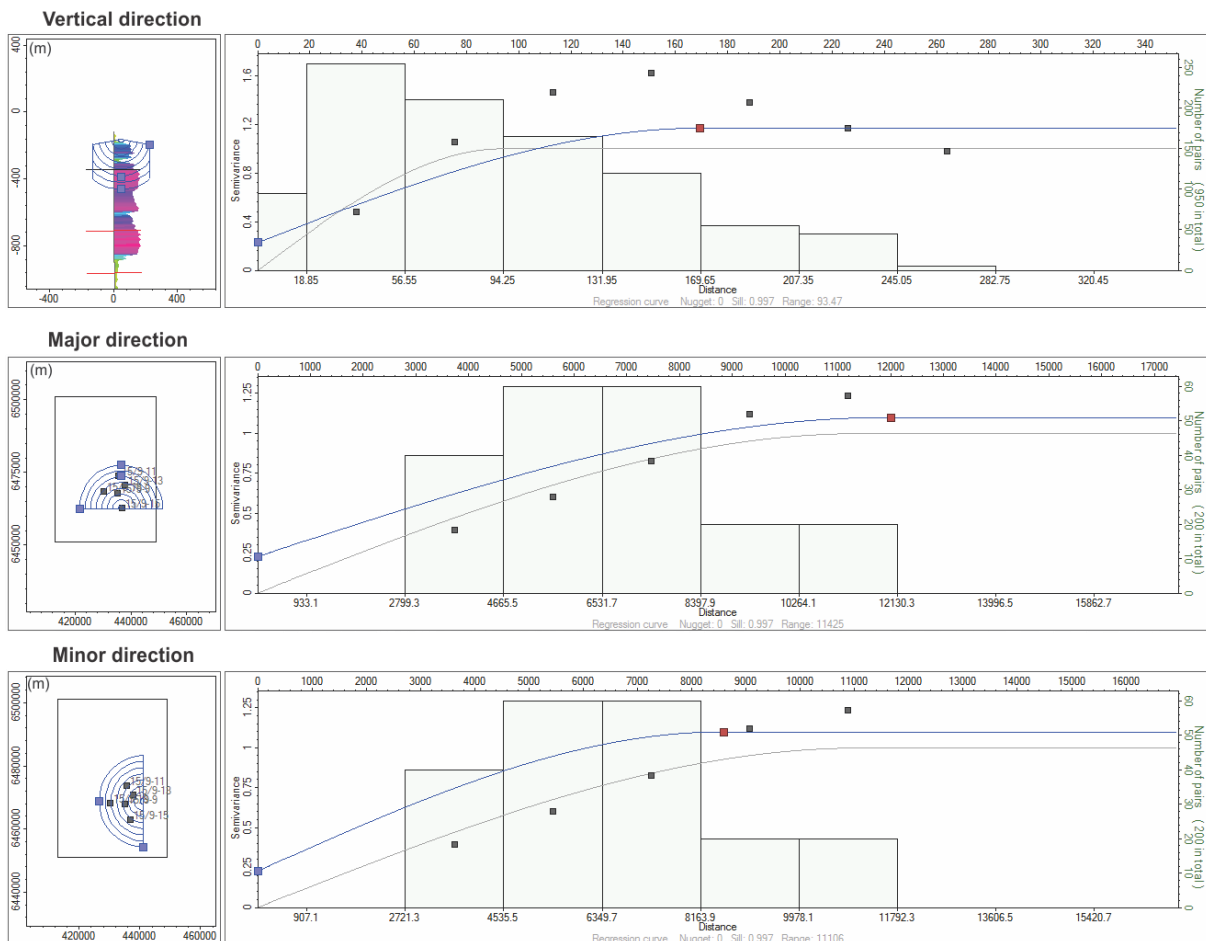 Vertical direction
(m)
400
0
-400
-800
-400 0 400
0 20 40 60 80 100 120 140 160 180 200 220 240 260 280 300 320 340
Semivariance
0 0.4 0.8 1.2 1.6
Number of pairs ( 950 in total )
0 50 100 150 200 250
18.85 56.55 94.25 131.95 169.65 207.35 245.05 282.75 320.45
Distance
Regression curve Nugget: 0 Sill: 0.997 Range: 93.47
Major direction
(m)
6500000
6475000
6450000
15/9-13
15/9-15
420000 440000 460000
0 1000 2000 3000 4000 5000 6000 7000 8000 9000 10000 11000 12000 13000 14000 15000 16000 17000
Semivariance
0 0.25 0.5 0.75 1 1.25
Number of pairs ( 200 in total )
0 10 20 30 40 50 60
933.1 2799.3 4665.5 6531.7 8397.9 10264.1 12130.3 13996.5 15862.7
Distance
Regression curve Nugget: 0 Sill: 0.997 Range: 11425
Minor direction
(m)
6500000
6480000
6460000
6440000
15/9-11
15/9-13
15/9-15
420000 440000 460000
0 1000 2000 3000 4000 5000 6000 7000 8000 9000 10000 11000 12000 13000 14000 15000 16000
Semivariance
0 0.25 0.5 0.75 1 1.25
Number of pairs ( 200 in total )
0 10 20 30 40 50 60
907.1 2721.3 4535.5 6349.7 8163.9 9978.1 11792.3 13606.5 15420.7
Distance
Regression curve Nugget: 0 Sill: 0.997 Range: 11106